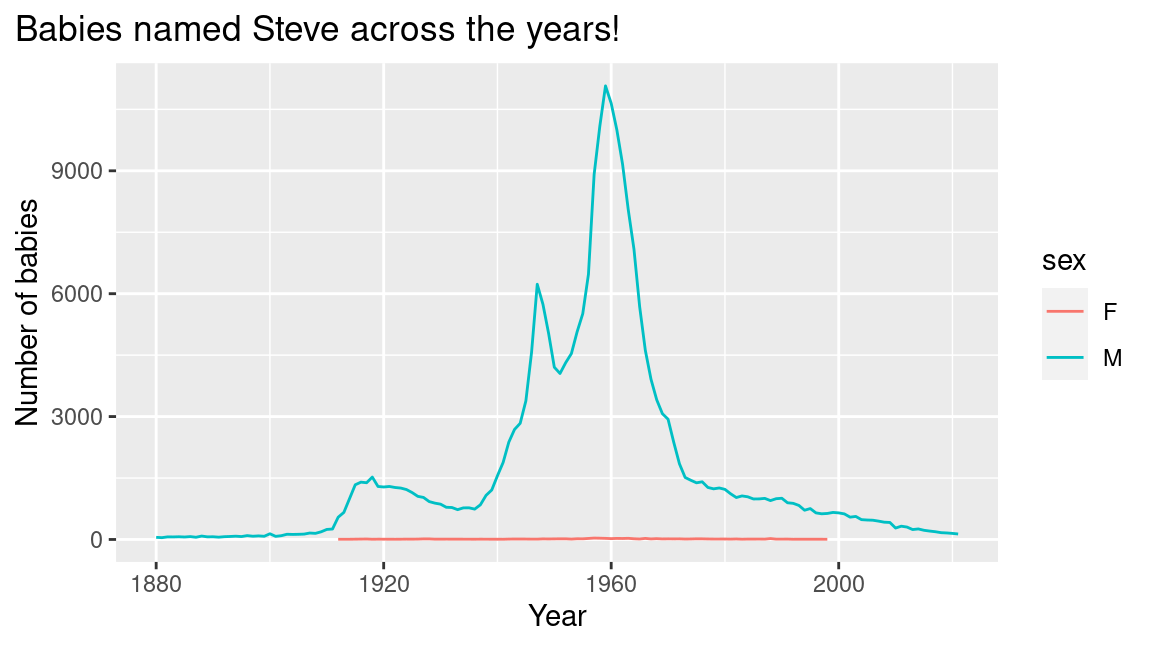 Babies named Steve across the years!
Number of babies
9000
6000
3000
0
1880 1920 1960 2000
Year
sex
F
M